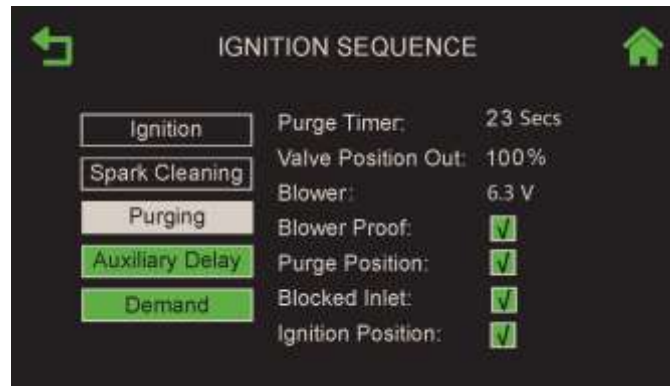 IGNITION SEQUENCE
Ignition
Spark Cleaning
Purging
Auxiliary Delay
Demand
Purge Timer: 23 Secs
Valve Position Out: 100%
Blower: 6.3 V
Blower Proof: √
Purge Position: √
Blocked Inlet: √
Ignition Position: √